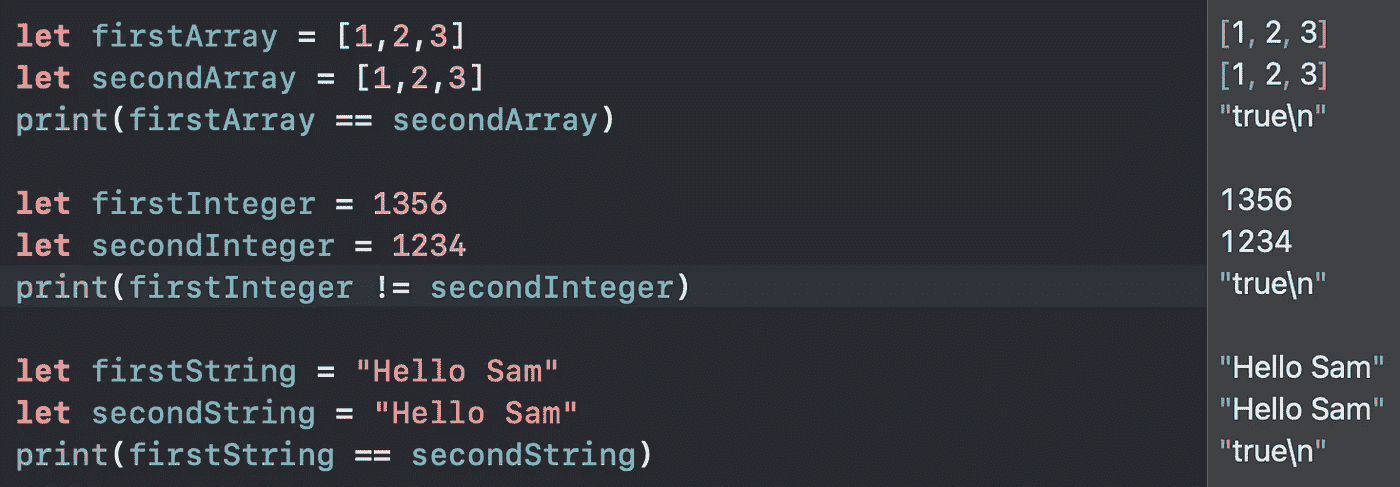 let firstArray = [1,2,3]
[1, 2, 3]
let secondArray = [1,2,3]
[1, 2, 3]
print(firstArray == secondArray)
"true\n"
let firstInteger = 1356
1356
let secondInteger = 1234
1234
print(firstInteger != secondInteger)
"true\n"
let firstString = "Hello Sam"
"Hello Sam"
let secondString = "Hello Sam"
"Hello Sam"
print(firstString == secondString)
"true\n"